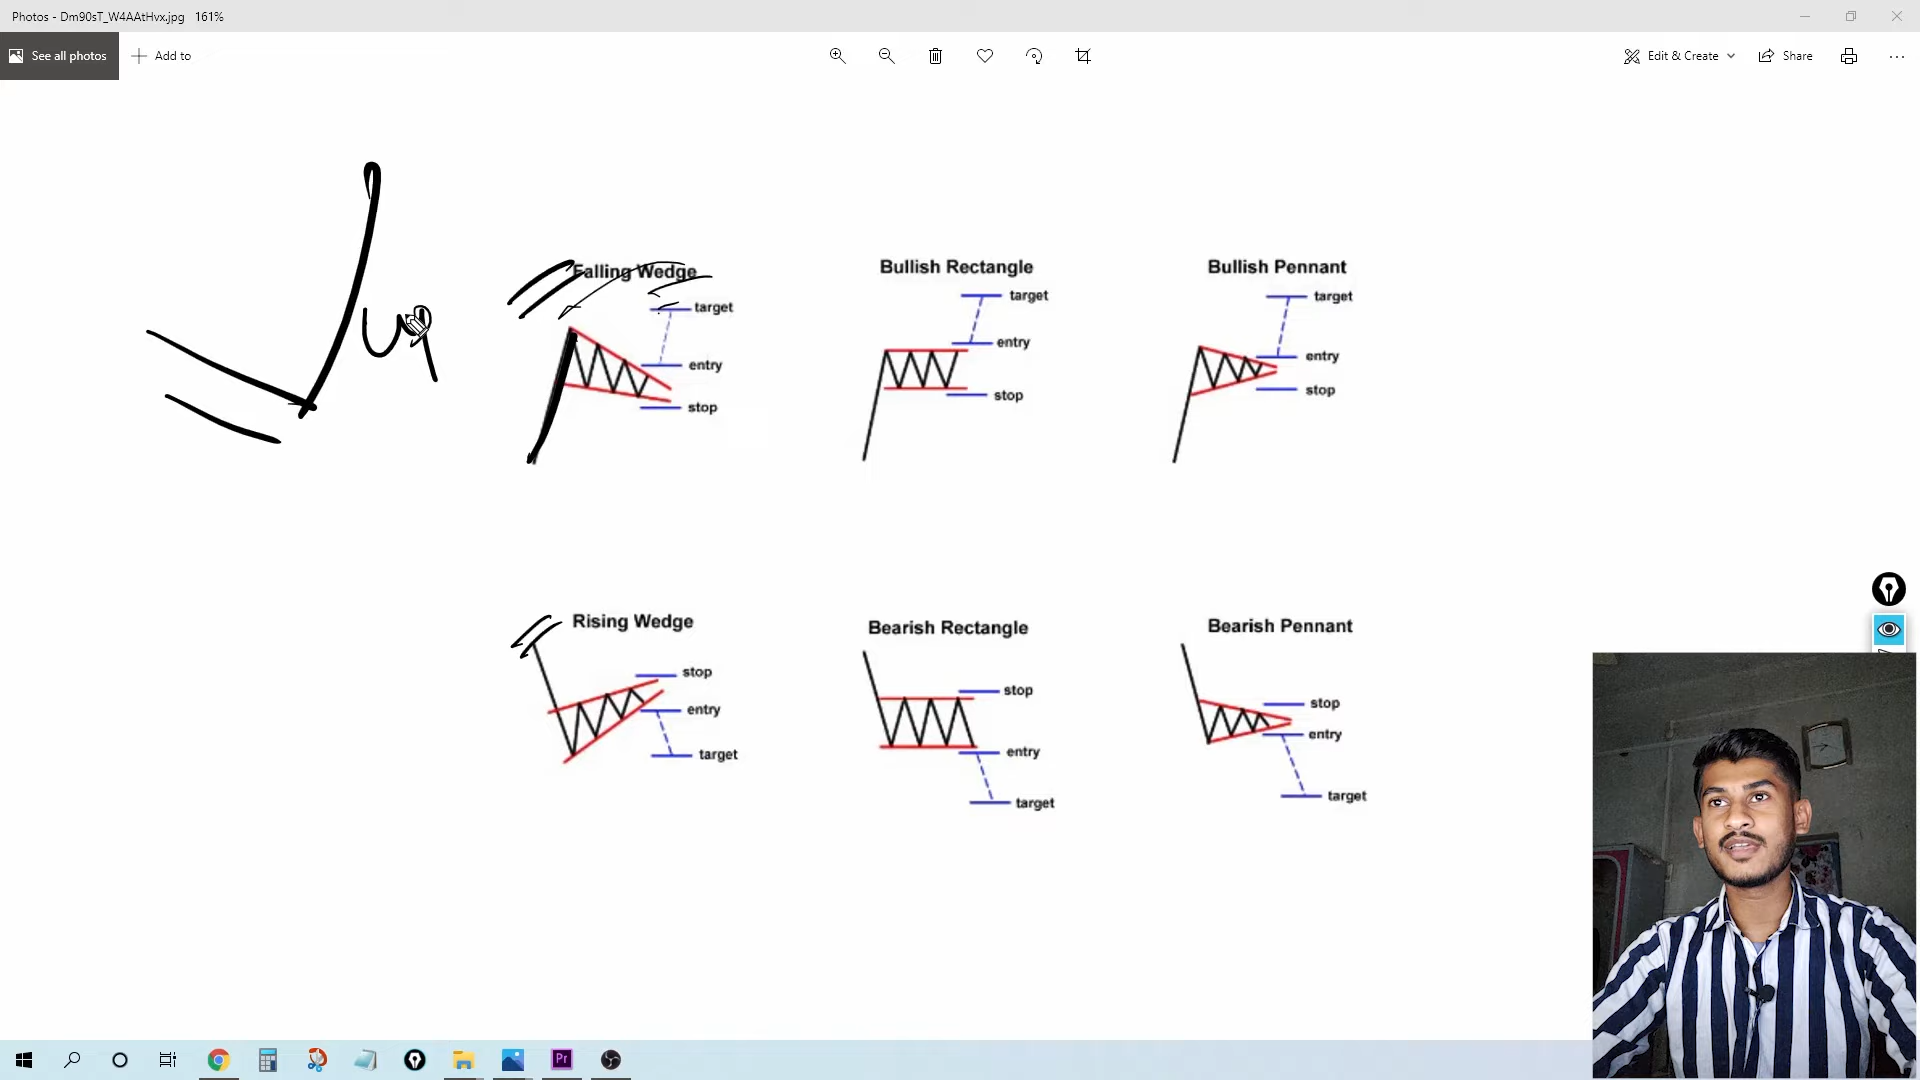 Photos - Dm90sT_W4AAtHvx.jpg 161%
See all photos
Add to
Edit & Create
Share
Falling Wedge
target
entry
stop
Bullish Rectangle
target
entry
stop
Bullish Pennant
target
entry
stop
up
Rising Wedge
stop
entry
target
Bearish Rectangle
stop
entry
target
Bearish Pennant
stop
entry
target
Pr